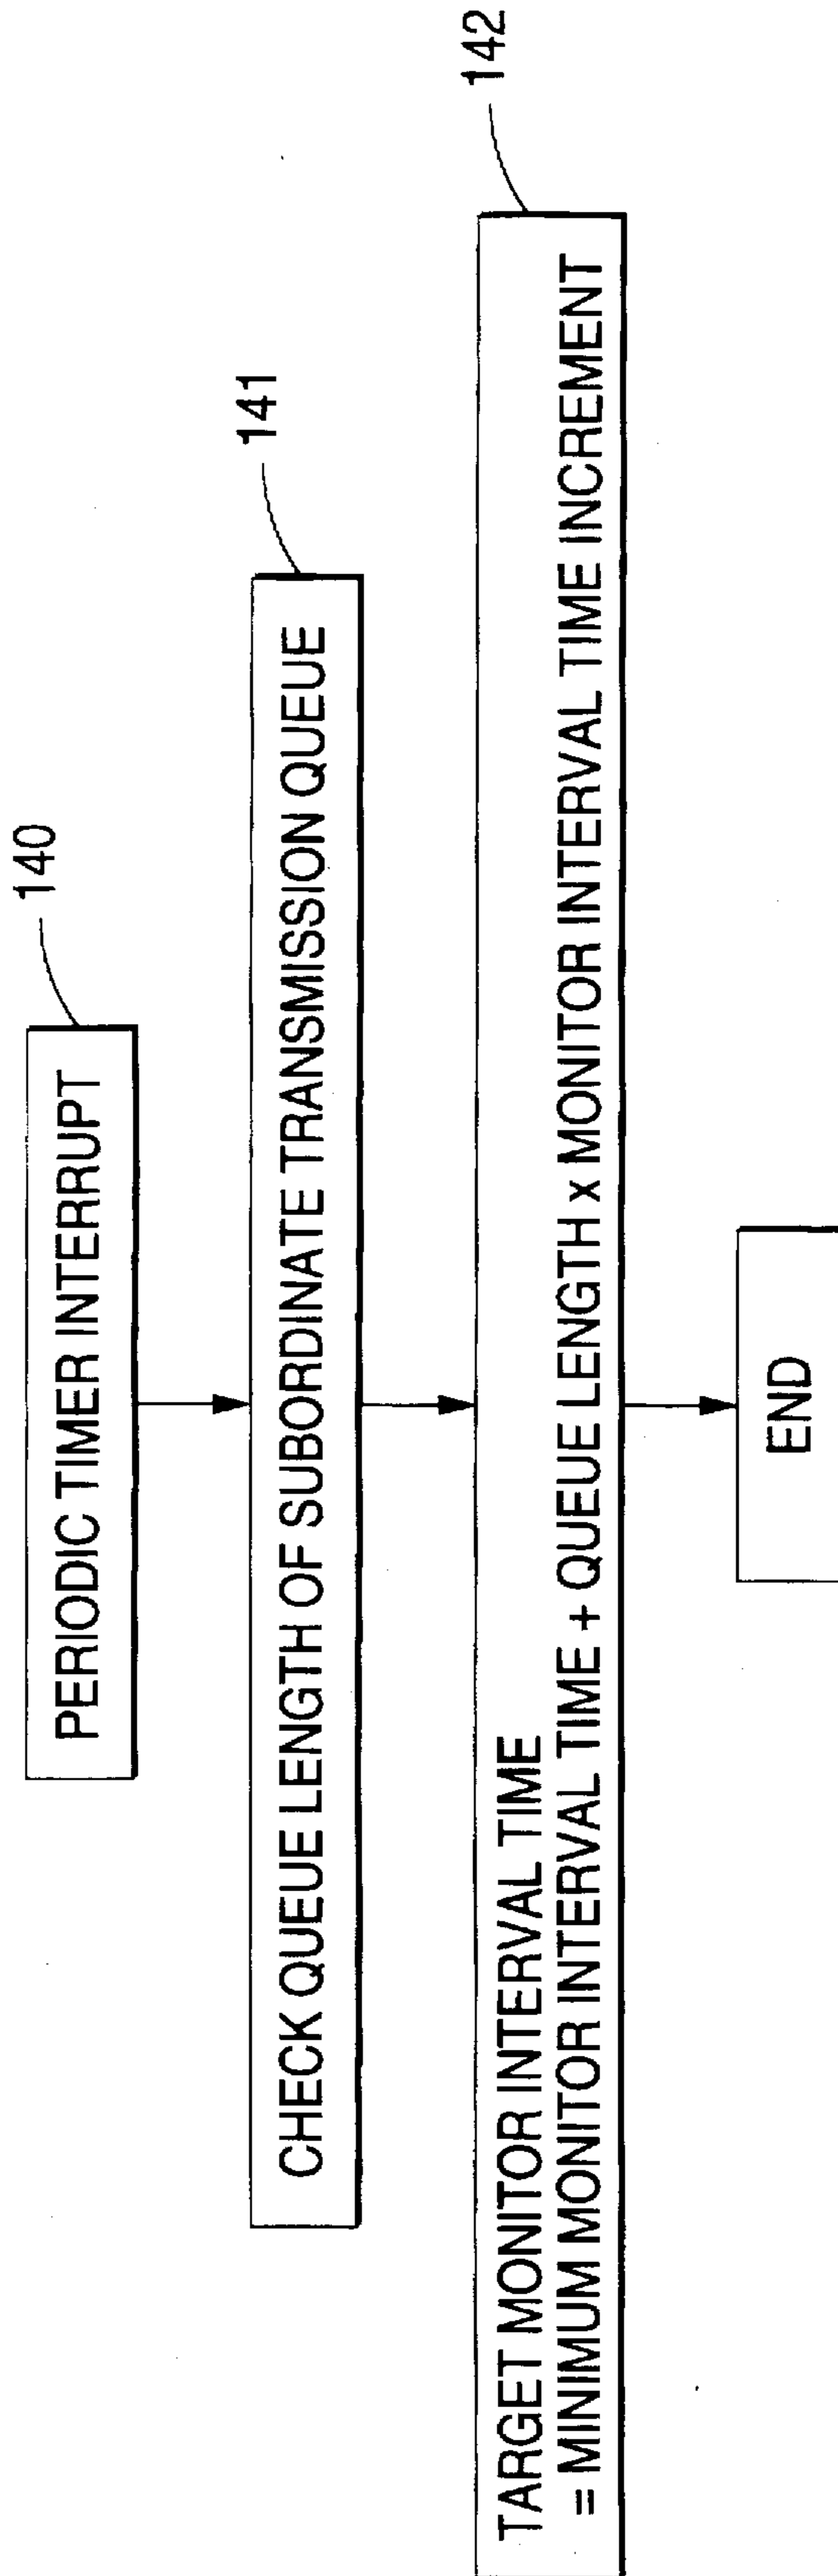 140
PERIODIC TIMER INTERRUPT
141
CHECK QUEUE LENGTH OF SUBORDINATE TRANSMISSION QUEUE
142
TARGET MONITOR INTERVAL TIME
= MINIMUM MONITOR INTERVAL TIME + QUEUE LENGTH x MONITOR INTERVAL TIME INCREMENT
END